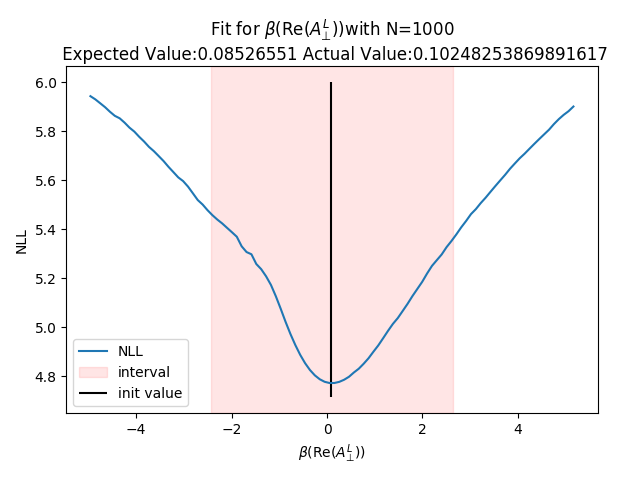 Fit for β(Re(A_⊥^L))with N=1000
Expected Value:0.08526551 Actual Value:0.10248253869891617
6.0
5.8
5.6
5.4
5.2
5.0
4.8
NLL
NLL
interval
init value
−4 −2 0 2 4
β(Re(A_⊥^L))